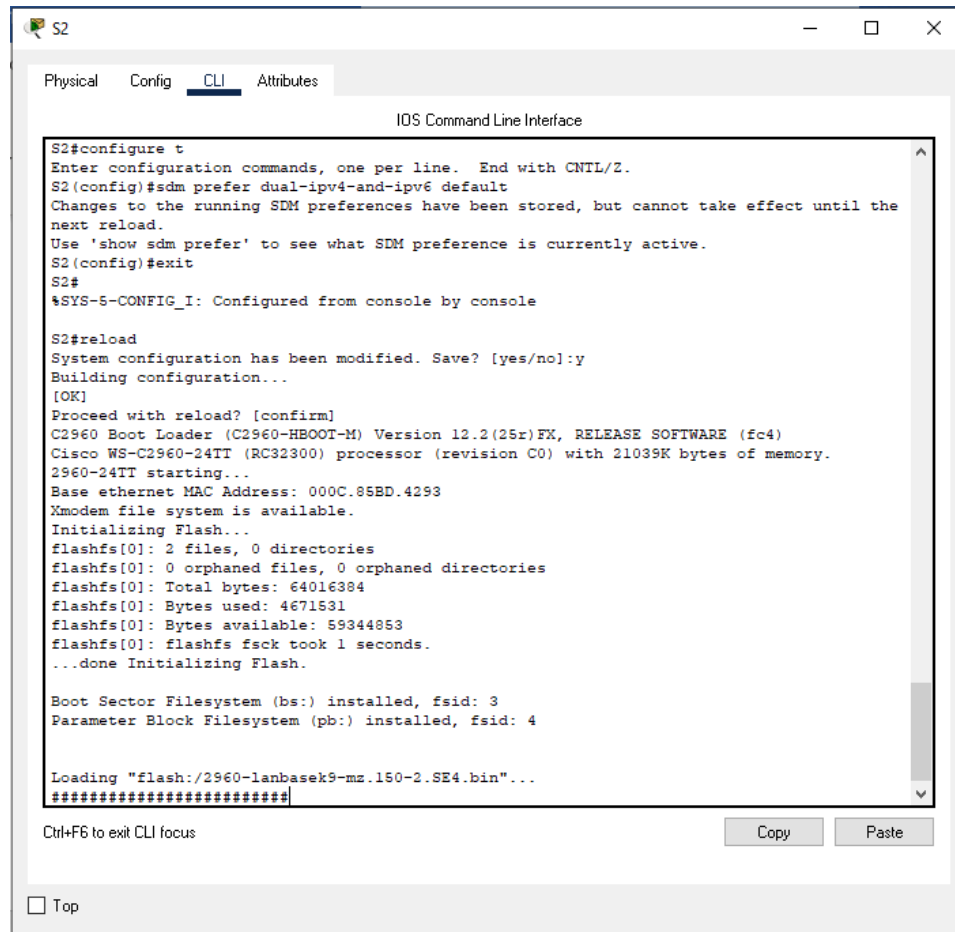 S2
Physical Config CLI Attributes
IOS Command Line Interface
S2#configure t
Enter configuration commands, one per line.  End with CNTL/Z.
S2(config)#sdm prefer dual-ipv4-and-ipv6 default
Changes to the running SDM preferences have been stored, but cannot take effect until the
next reload.
Use 'show sdm prefer' to see what SDM preference is currently active.
S2(config)#exit
S2#
%SYS-5-CONFIG_I: Configured from console by console
S2#reload
System configuration has been modified. Save? [yes/no]:y
Building configuration...
[OK]
Proceed with reload? [confirm]
C2960 Boot Loader (C2960-HBOOT-M) Version 12.2(25r)FX, RELEASE SOFTWARE (fc4)
Cisco WS-C2960-24TT (RC32300) processor (revision C0) with 21039K bytes of memory.
2960-24TT starting...
Base ethernet MAC Address: 000C.85BD.4293
Xmodem file system is available.
Initializing Flash...
flashfs[0]: 2 files, 0 directories
flashfs[0]: 0 orphaned files, 0 orphaned directories
flashfs[0]: Total bytes: 64016384
flashfs[0]: Bytes used: 4671531
flashfs[0]: Bytes available: 59344853
flashfs[0]: flashfs fsck took 1 seconds.
...done Initializing Flash.
Boot Sector Filesystem (bs:) installed, fsid: 3
Parameter Block Filesystem (pb:) installed, fsid: 4
Loading "flash:/2960-lanbasek9-mz.150-2.SE4.bin"...
#########################
Ctrl+F6 to exit CLI focus
Copy Paste
Top